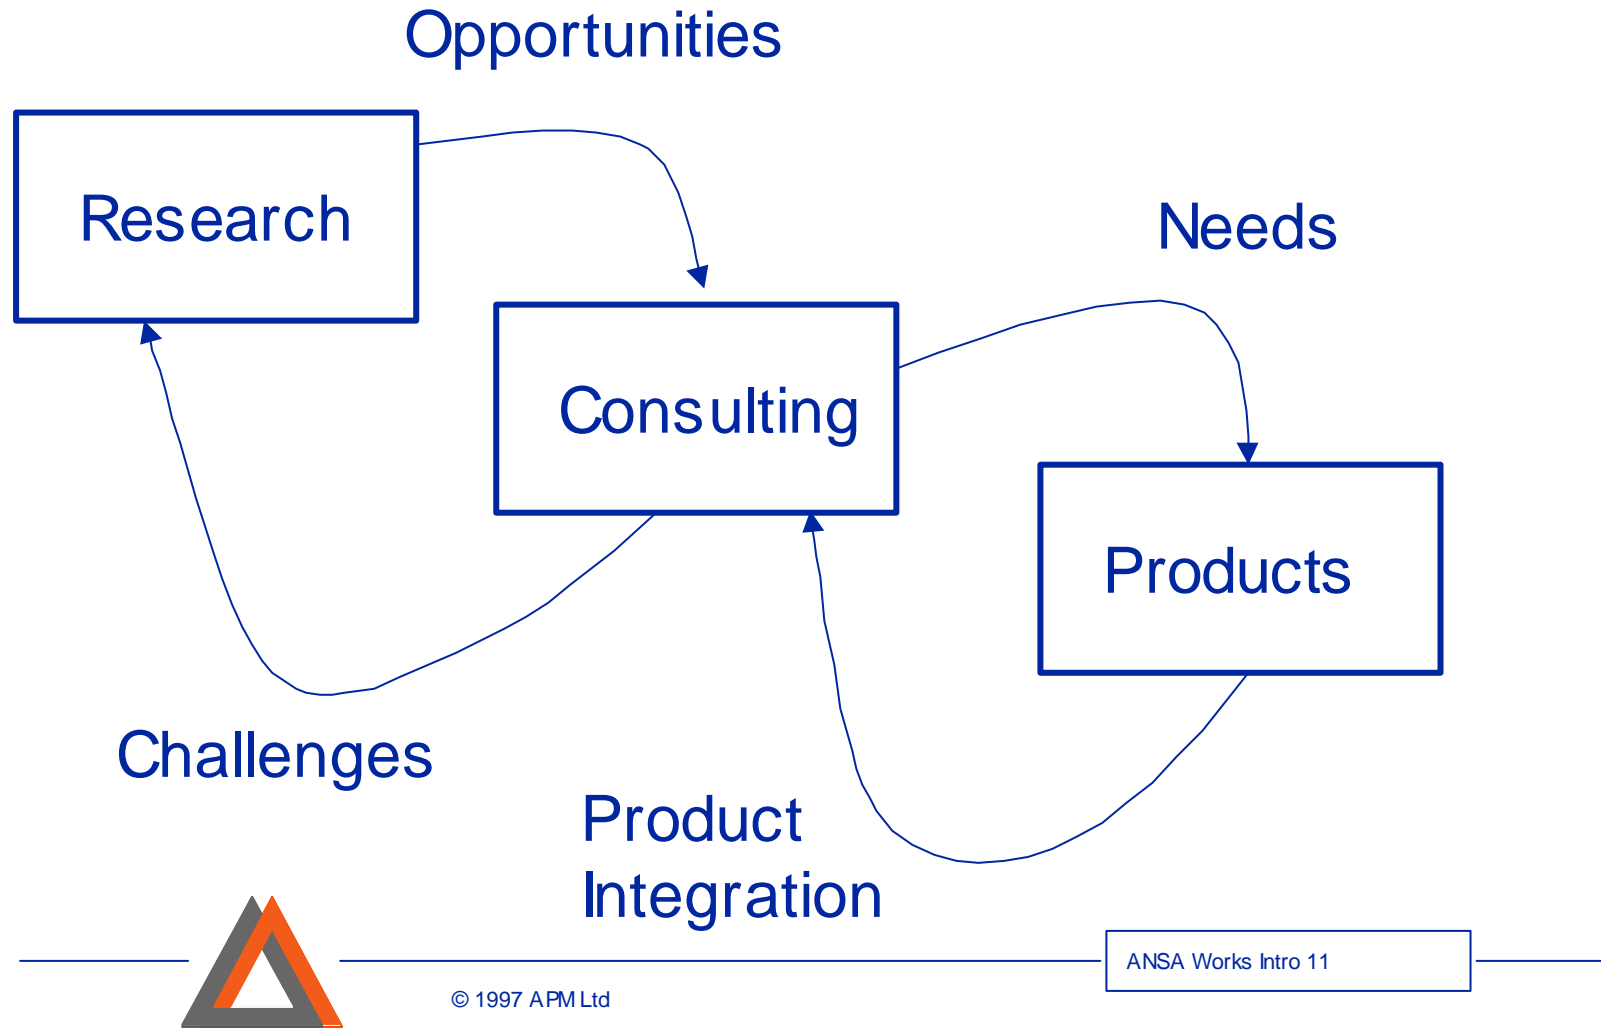 Opportunities
Research
Needs
Consulting
Products
Challenges
Product
Integration
ANSA Works Intro 11
© 1997 APM Ltd